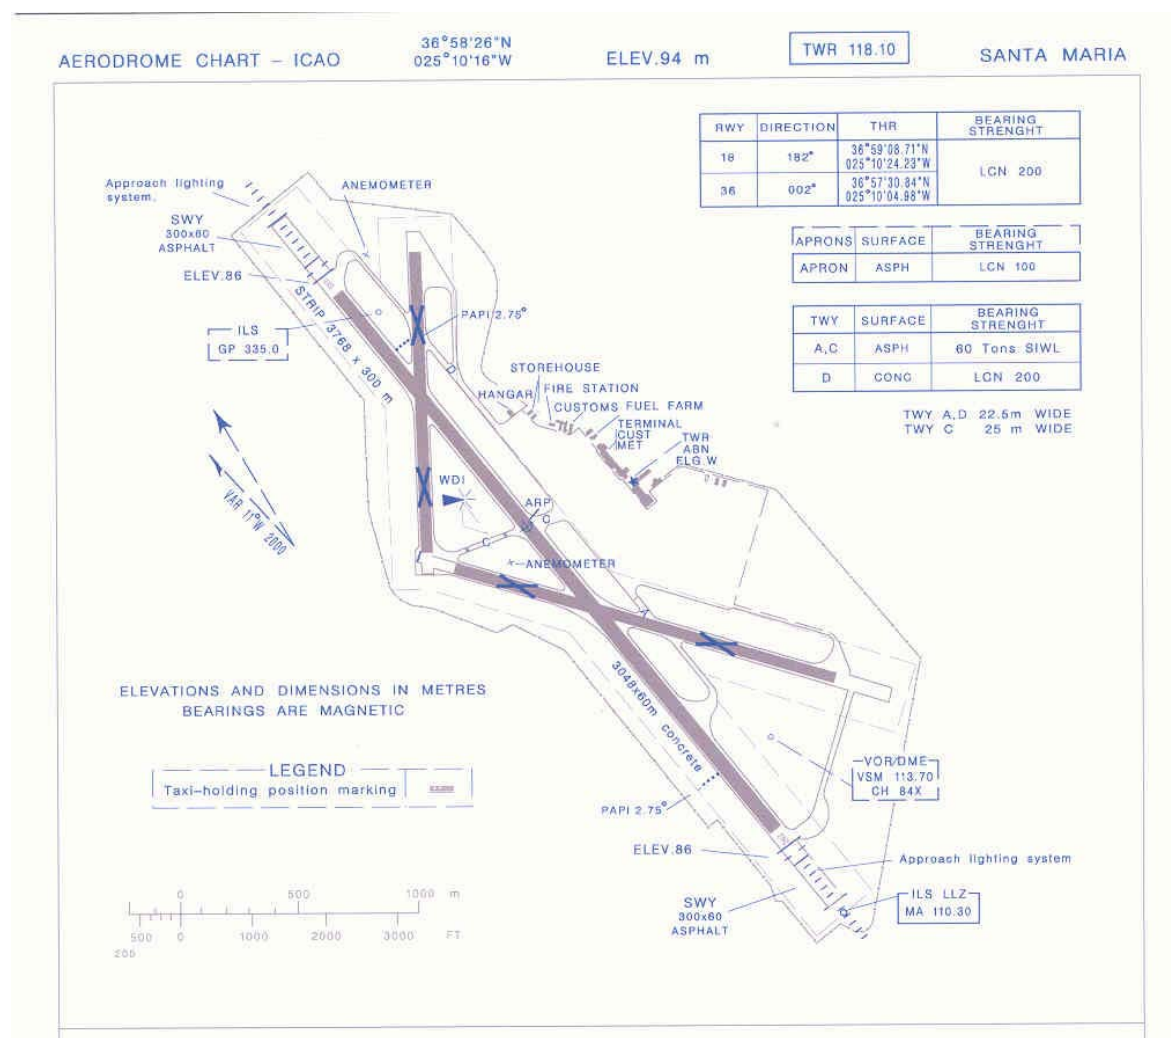 AERODROME CHART – ICAO
36°58'26"N
025°10'16"W
ELEV.94 m
TWR 118.10
SANTA MARIA
RWY DIRECTION THR BEARING STRENGHT
18 182° 36°59'08.71"N 025°10'24.23"W LCN 200
36 002° 36°57'30.84"N 025°10'04.98"W
APRONS SURFACE BEARING STRENGHT
APRON ASPH LCN 100
TWY SURFACE BEARING STRENGHT
A,C ASPH 60 Tons SIWL
D CONC LCN 200
TWY A,D 22.5m WIDE
TWY C 25 m WIDE
Approach lighting
system.
ANEMOMETER
SWY
300x60
ASPHALT
ELEV.86
STRIP 3768 x 300 m
ILS
GP 335.0
PAPI 2.75°
D
STOREHOUSE
HANGAR
FIRE STATION
CUSTOMS
FUEL FARM
TERMINAL
CUST
MET
TWR
ABN
FLG.W
WDI
ARP
C
C
ANEMOMETER
A
VAR 11°W 2000
3048x60m concrete
ELEVATIONS AND DIMENSIONS IN METRES
BEARINGS ARE MAGNETIC
LEGEND
Taxi-holding position marking
VOR/DME
VSM 113.70
CH 84X
PAPI 2.75°
ELEV.86
Approach lighting system
SWY
300x60
ASPHALT
ILS LLZ
MA 110.30
0 500 1000 m
500 0 1000 2000 3000 FT
200